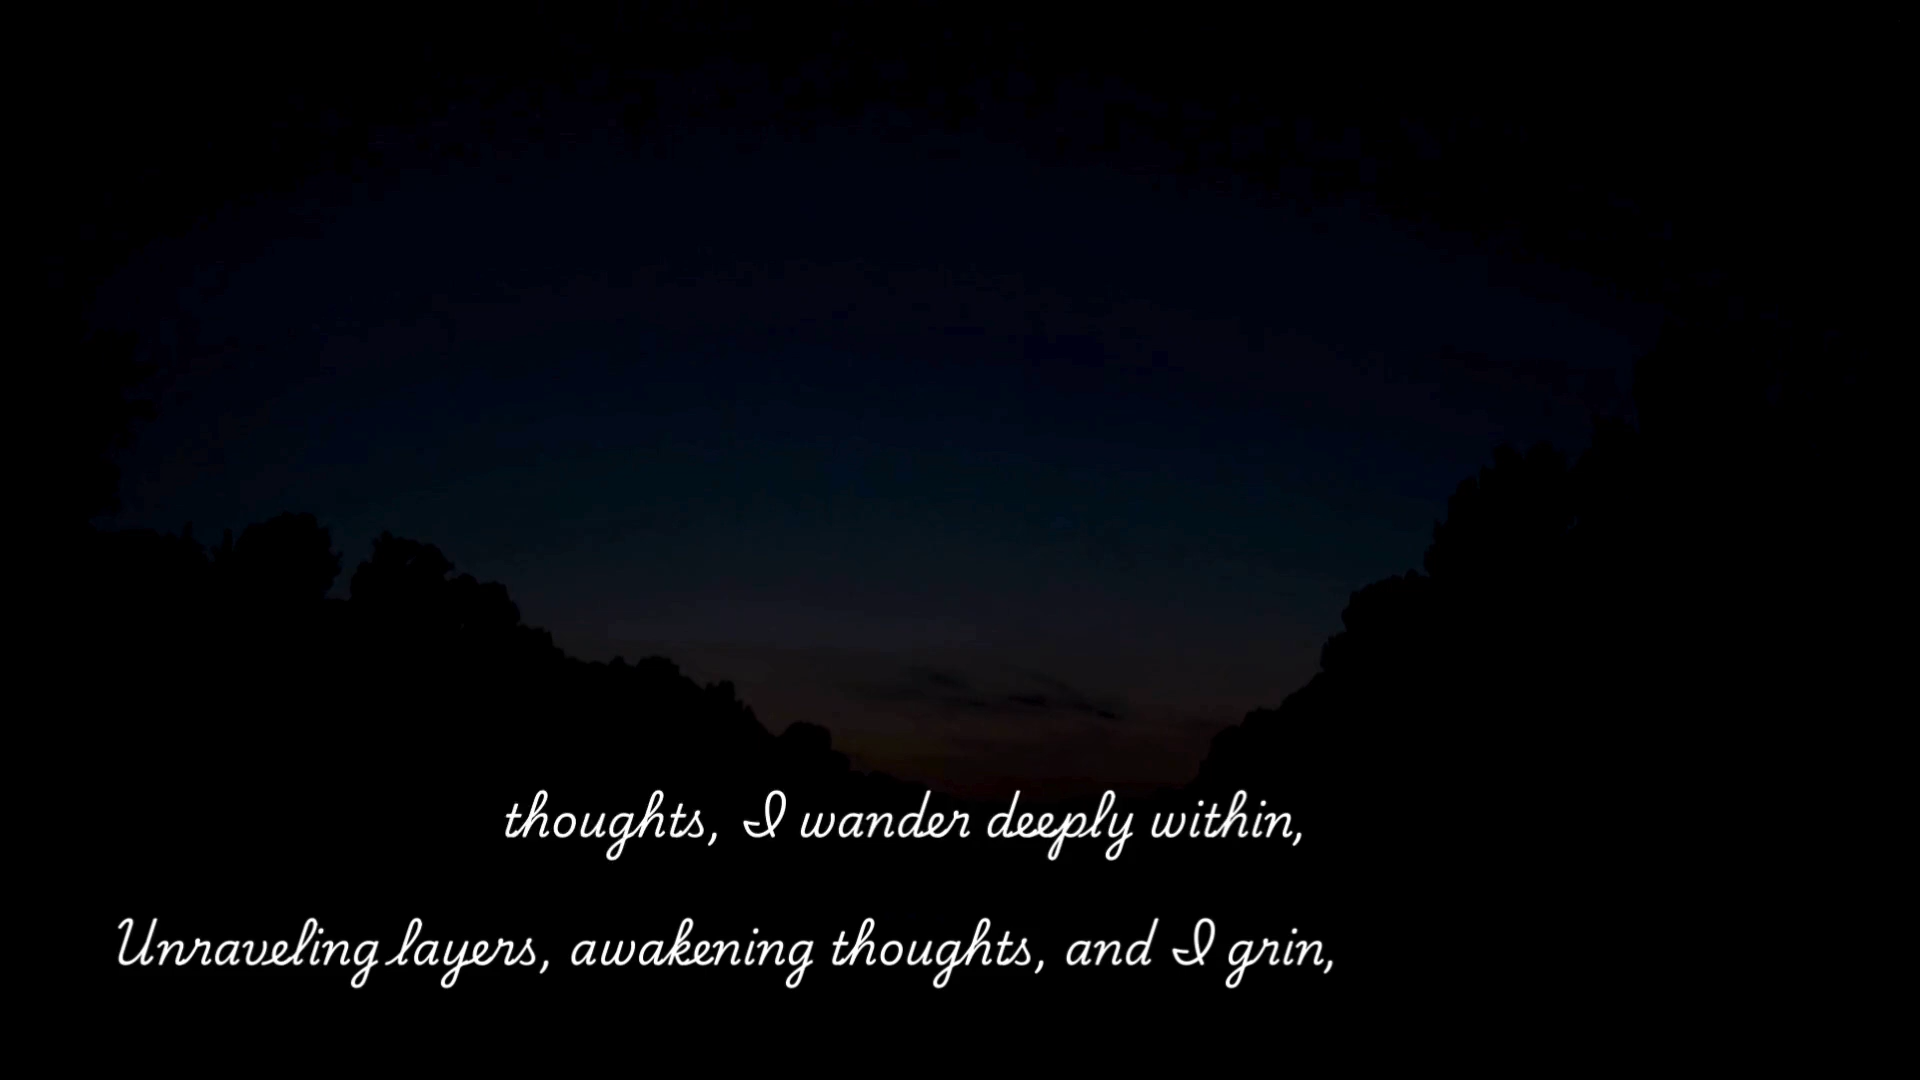 thoughts, I wander deeply within,
Unraveling layers, awakening thoughts, and I grin,